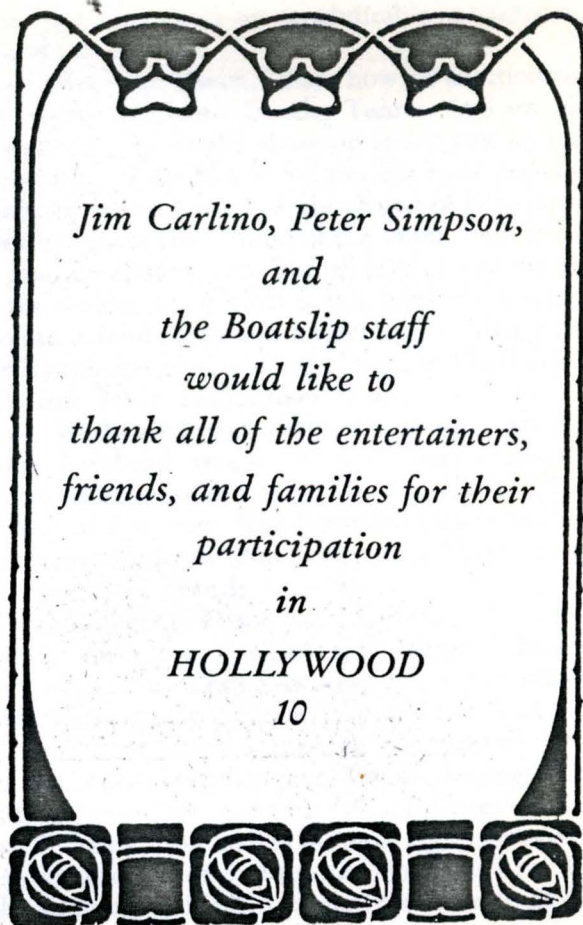 Jim Carlino, Peter Simpson,
and
the Boatslip staff
would like to
thank all of the entertainers,
friends, and families for their
participation
in
HOLLYWOOD
10